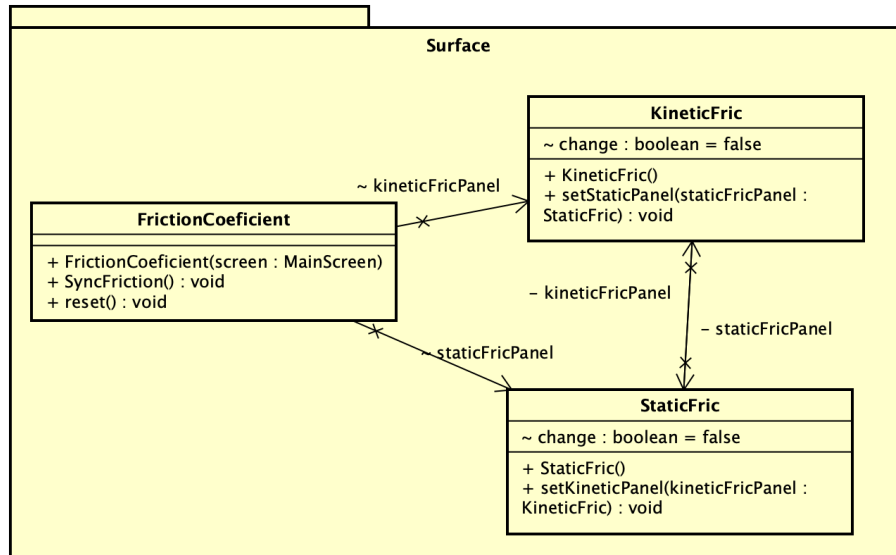 Surface
KineticFric
~ change : boolean = false
+ KineticFric()
+ setStaticPanel(staticFricPanel :
StaticFric) : void
~ kineticFricPanel
FrictionCoeficient
+ FrictionCoeficient(screen : MainScreen)
+ SyncFriction() : void
+ reset() : void
– kineticFricPanel
– staticFricPanel
~ staticFricPanel
StaticFric
~ change : boolean = false
+ StaticFric()
+ setKineticPanel(kineticFricPanel :
KineticFric) : void